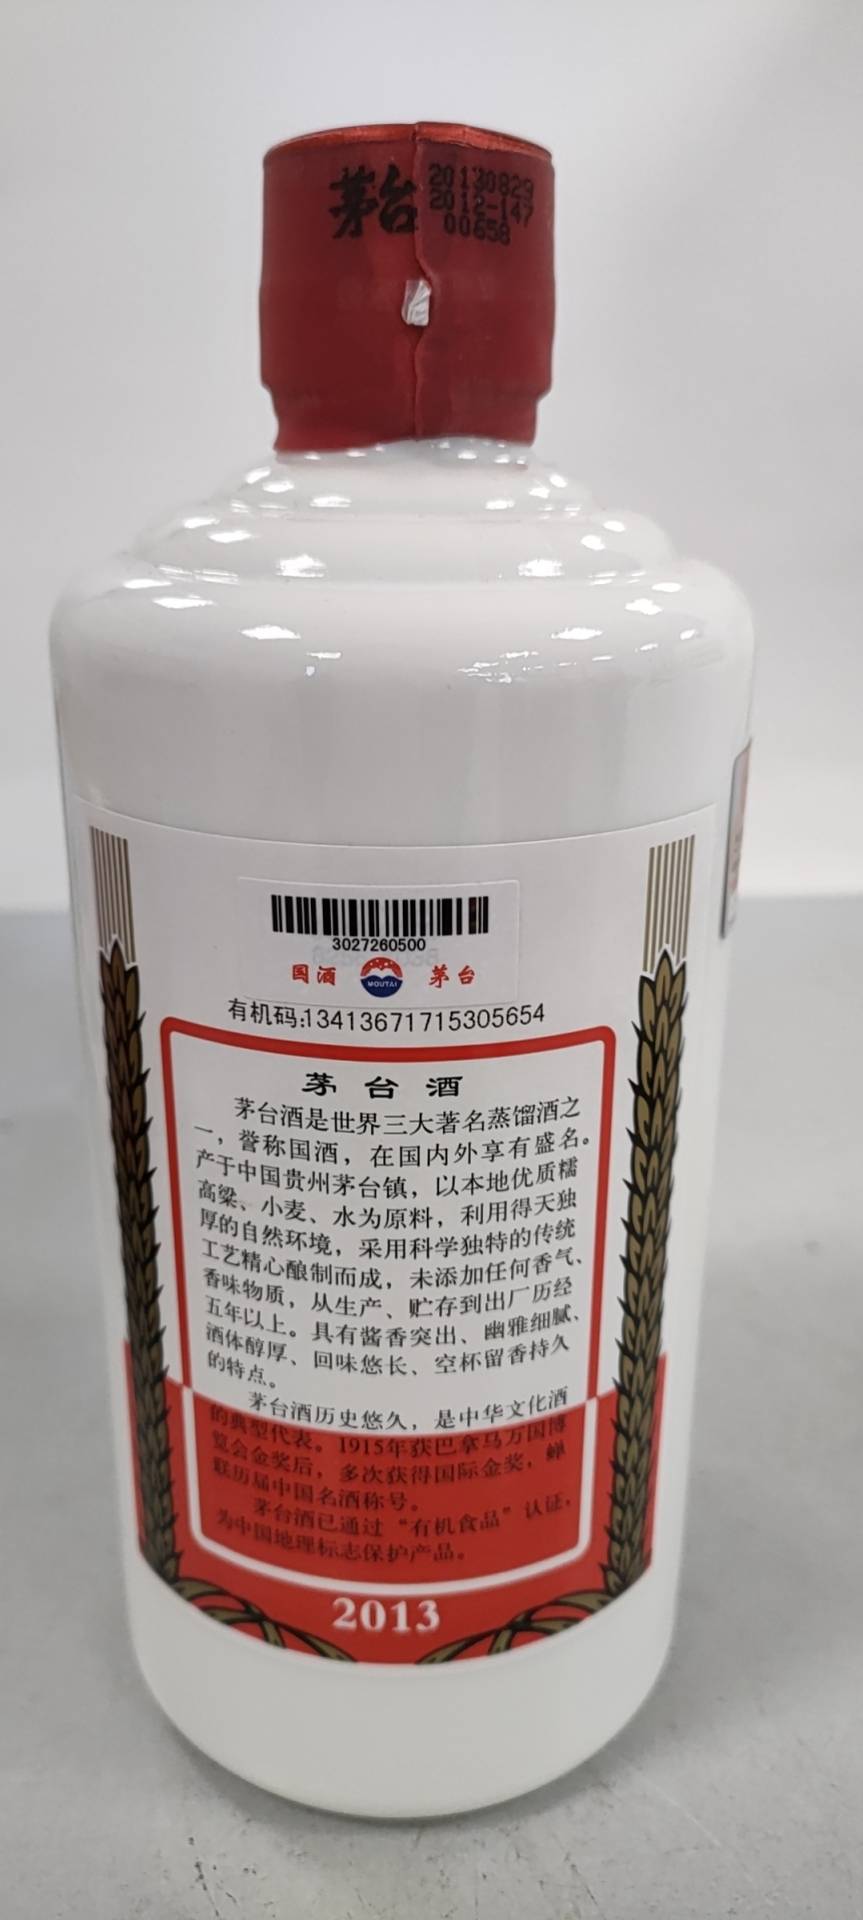 茅台
20130829
2012-147
00658
3027260500
国酒 MOUTAI 茅台
有机码:13413671715305654
茅台酒
茅台酒是世界三大著名蒸馏酒之
一，誉称国酒，在国内外享有盛名。
产于中国贵州茅台镇，以本地优质糯
高粱、小麦、水为原料，利用得天独
厚的自然环境，采用科学独特的传统
工艺精心酿制而成，未添加任何香气、
香味物质，从生产、贮存到出厂历经
五年以上。具有酱香突出、幽雅细腻、
酒体醇厚、回味悠长、空杯留香持久
的特点。
茅台酒历史悠久，是中华文化酒
的典型代表。1915年获巴拿马万国博
览会金奖后，多次获得国际金奖，蝉
联历届中国名酒称号。
茅台酒已通过“有机食品”认证，
为中国地理标志保护产品。
2013